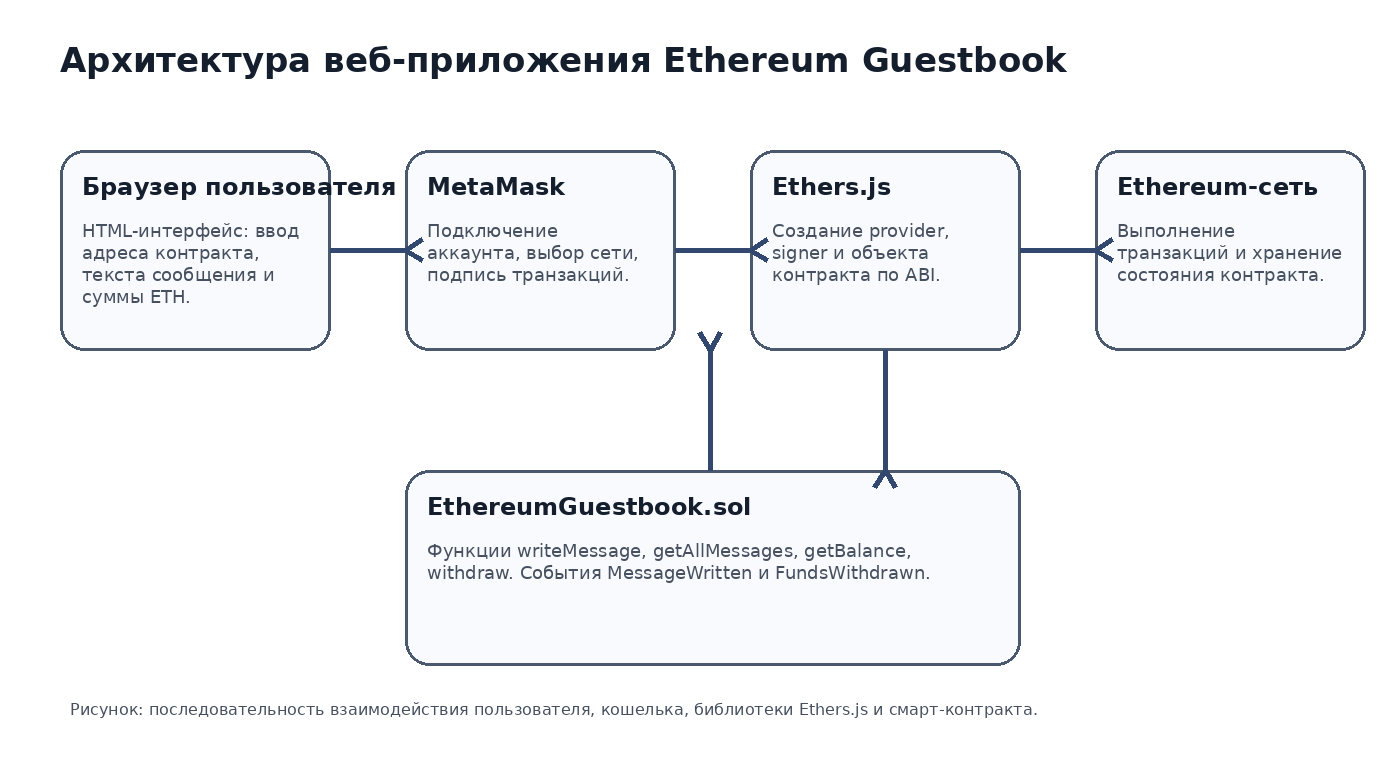 Архитектура веб-приложения Ethereum Guestbook
Браузер пользователя
HTML-интерфейс: ввод
адреса контракта,
текста сообщения и
суммы ETH.
MetaMask
Подключение
аккаунта, выбор сети,
подпись транзакций.
Ethers.js
Создание provider,
signer и объекта
контракта по ABI.
Ethereum-сеть
Выполнение
транзакций и хранение
состояния контракта.
EthereumGuestbook.sol
Функции writeMessage, getAllMessages, getBalance,
withdraw. События MessageWritten и FundsWithdrawn.
Рисунок: последовательность взаимодействия пользователя, кошелька, библиотеки Ethers.js и смарт-контракта.